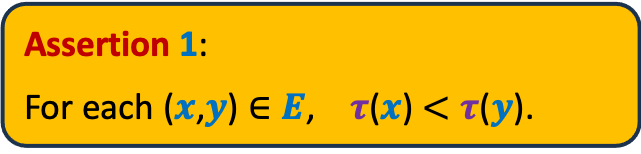 Assertion 1:
For each (x,y) ∈ E, τ(x) < τ(y).